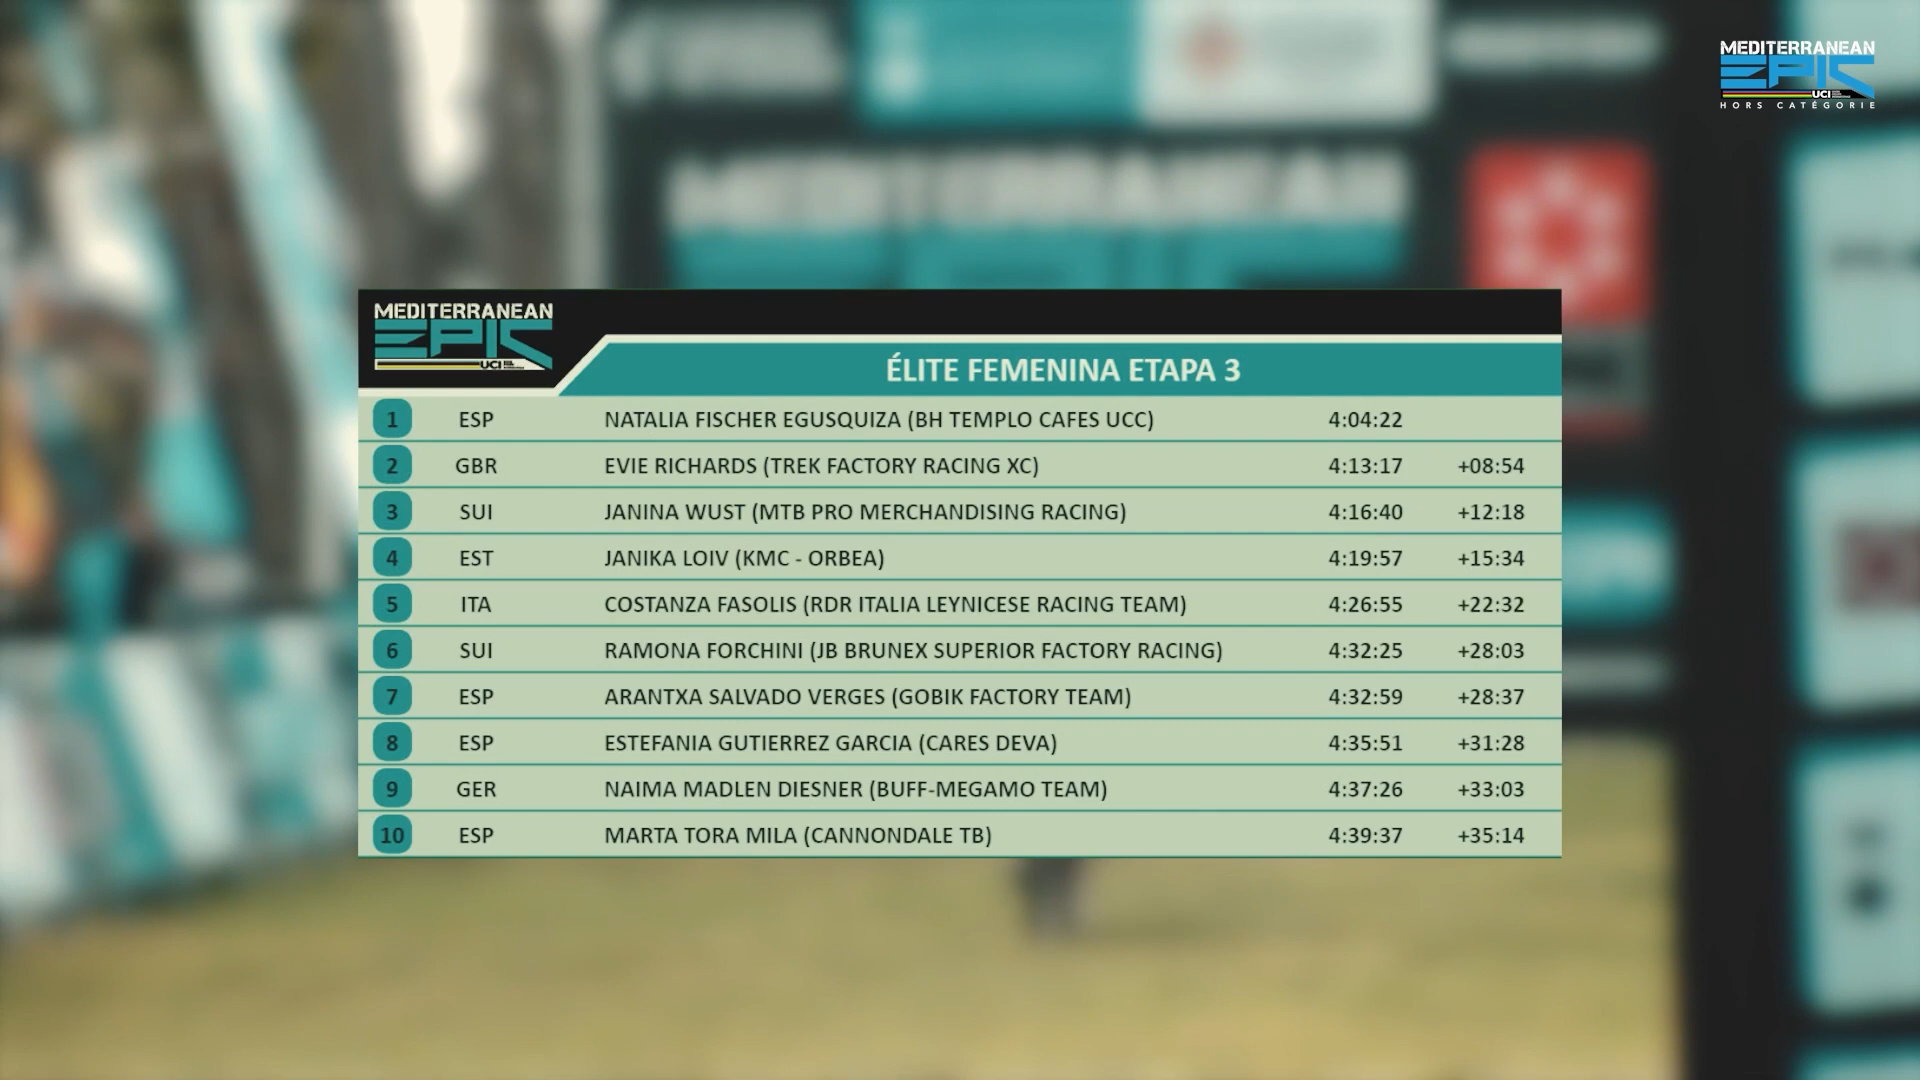 MEDITERRANEAN
EPIC
UCI
HORS CATÉGORIE
MEDITERRANEAN
MEDITERRANEAN
EPIC
UCI
ÉLITE FEMENINA ETAPA 3
1 ESP NATALIA FISCHER EGUSQUIZA (BH TEMPLO CAFES UCC) 4:04:22
2 GBR EVIE RICHARDS (TREK FACTORY RACING XC) 4:13:17 +08:54
3 SUI JANINA WUST (MTB PRO MERCHANDISING RACING) 4:16:40 +12:18
4 EST JANIKA LOIV (KMC - ORBEA) 4:19:57 +15:34
5 ITA COSTANZA FASOLIS (RDR ITALIA LEYNICESE RACING TEAM) 4:26:55 +22:32
6 SUI RAMONA FORCHINI (JB BRUNEX SUPERIOR FACTORY RACING) 4:32:25 +28:03
7 ESP ARANTXA SALVADO VERGES (GOBIK FACTORY TEAM) 4:32:59 +28:37
8 ESP ESTEFANIA GUTIERREZ GARCIA (CARES DEVA) 4:35:51 +31:28
9 GER NAIMA MADLEN DIESNER (BUFF-MEGAMO TEAM) 4:37:26 +33:03
10 ESP MARTA TORA MILA (CANNONDALE TB) 4:39:37 +35:14